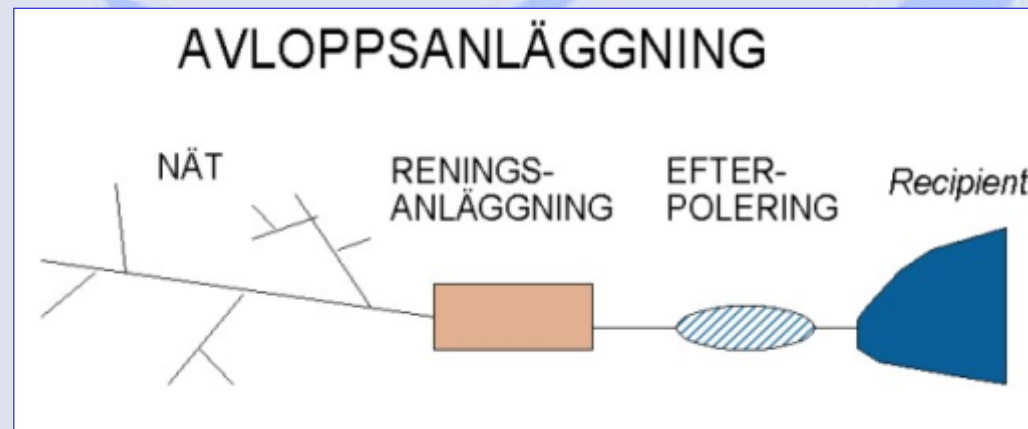 AVLOPPSANLÄGGNING
NÄT
RENINGS-
ANLÄGGNING
EFTER-
POLERING
Recipient